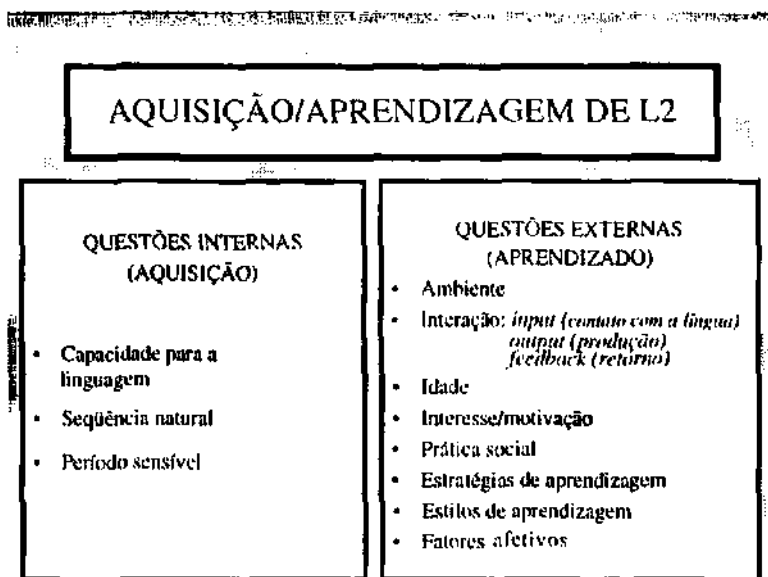 AQUISIÇÃO/APRENDIZAGEM DE L2
QUESTÕES INTERNAS
(AQUISIÇÃO)
• Capacidade para a
linguagem
• Seqüência natural
• Período sensível
QUESTÕES EXTERNAS
(APRENDIZADO)
• Ambiente
• Interação: input (contato com a língua)
output (produção)
feedback (retorno)
• Idade
• Interesse/motivação
• Prática social
• Estratégias de aprendizagem
• Estilos de aprendizagem
• Fatores afetivos